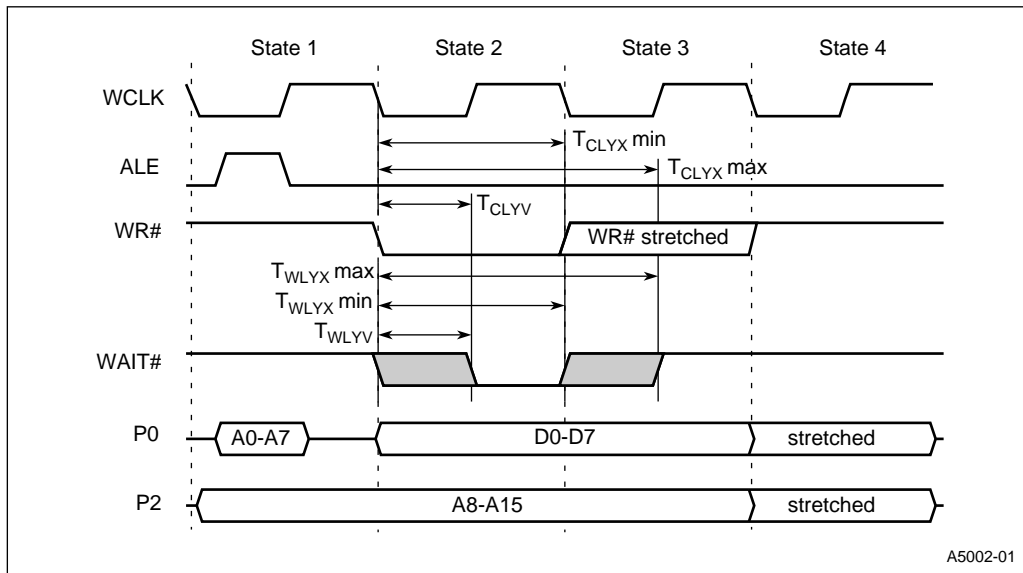 State 1 State 2 State 3 State 4
WCLK
T_CLYX min
ALE
T_CLYX max
T_CLYV
WR#
WR# stretched
T_WLYX max
T_WLYX min
T_WLYV
WAIT#
P0 A0-A7 D0-D7 stretched
P2 A8-A15 stretched
A5002-01